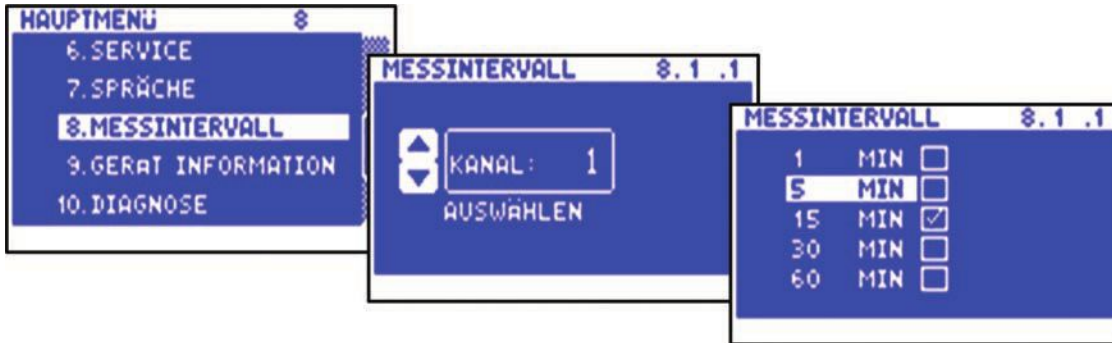 HAUPTMENü 8
6.SERVICE
7.SPRÄCHE
8.MESSINTERVALL
9.GERäT INFORMATION
10.DIAGNOSE
MESSINTERVALL 8.1 .1
KANAL: 1
AUSWÄHLEN
MESSINTERVALL 8.1 .1
1 MIN
5 MIN
15 MIN
30 MIN
60 MIN